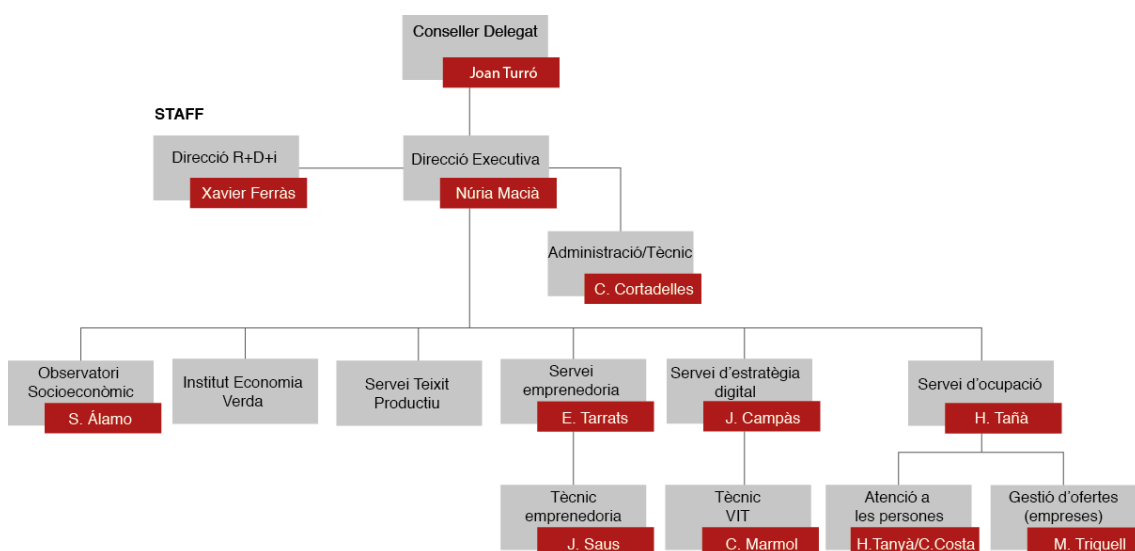 Conseller Delegat
Joan Turró
STAFF
Direcció R+D+i
Xavier Ferràs
Direcció Executiva
Núria Macià
Administració/Tècnic
C. Cortadelles
Observatori
Socioeconòmic
S. Álamo
Institut Economia
Verda
Servei Teixit
Productiu
Servei
emprenedoria
E. Tarrats
Servei d'estratègia
digital
J. Campàs
Servei d'ocupació
H. Tañà
Tècnic
emprenedoria
J. Saus
Tècnic
VIT
C. Marmol
Atenció a
les persones
H.Tanyà/C.Costa
Gestió d'ofertes
(empreses)
M. Triquell